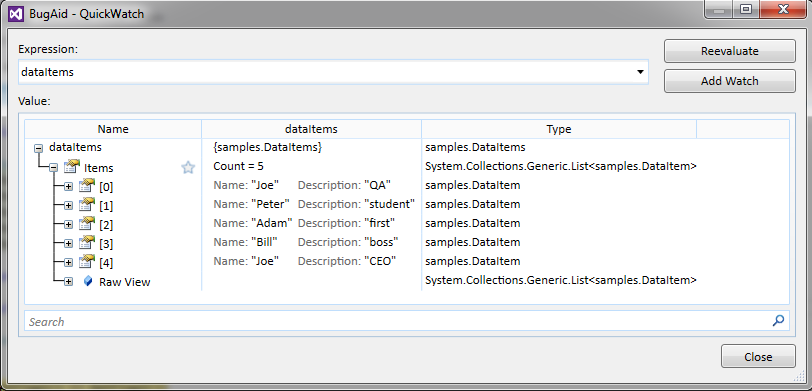 BugAid - QuickWatch
Expression:
Reevaluate
dataItems
Add Watch
Value:
Name dataItems Type
dataItems {samples.DataItems} samples.DataItems
Items Count = 5 System.Collections.Generic.List<samples.DataItem>
[0] Name: "Joe" Description: "QA" samples.DataItem
[1] Name: "Peter" Description: "student" samples.DataItem
[2] Name: "Adam" Description: "first" samples.DataItem
[3] Name: "Bill" Description: "boss" samples.DataItem
[4] Name: "Joe" Description: "CEO" samples.DataItem
Raw View System.Collections.Generic.List<samples.DataItem>
Search
Close